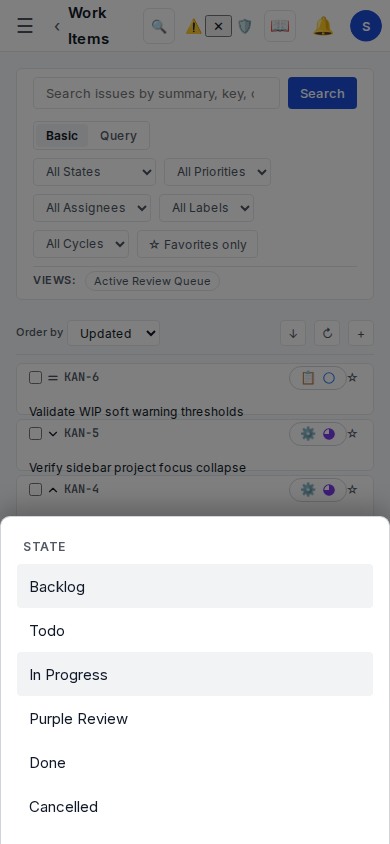 Work
Items
S
Search issues by summary, key, c
Search
Basic
Query
All States
All Priorities
All Assignees
All Labels
All Cycles
☆ Favorites only
VIEWS:
Active Review Queue
Order by
Updated
KAN-6
Validate WIP soft warning thresholds
KAN-5
Verify sidebar project focus collapse
KAN-4
STATE
Backlog
Todo
In Progress
Purple Review
Done
Cancelled